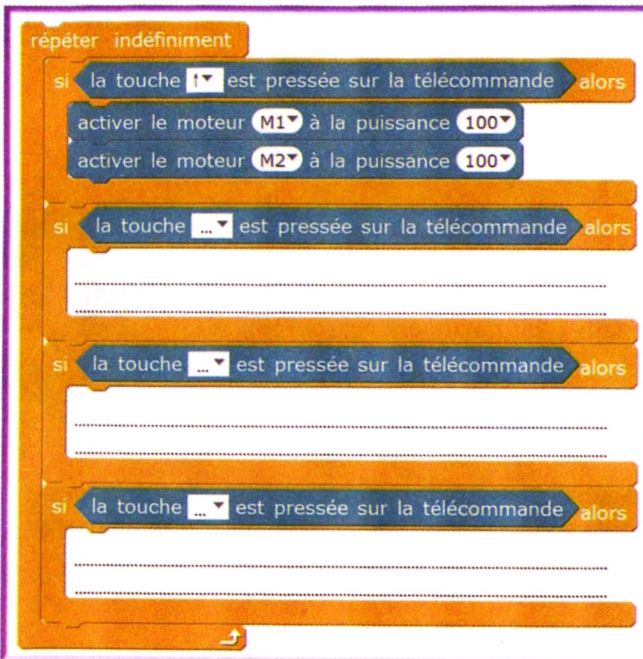 répéter indéfiniment
si la touche ↑ est pressée sur la télécommande alors
activer le moteur M1 à la puissance 100
activer le moteur M2 à la puissance 100
si la touche ... est pressée sur la télécommande alors
si la touche ... est pressée sur la télécommande alors
si la touche ... est pressée sur la télécommande alors